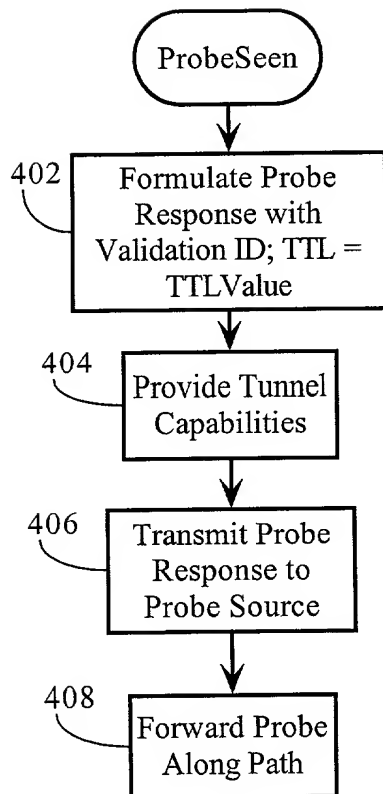 ProbeSeen
402
Formulate Probe
Response with
Validation ID; TTL =
TTLValue
404
Provide Tunnel
Capabilities
406
Transmit Probe
Response to
Probe Source
408
Forward Probe
Along Path